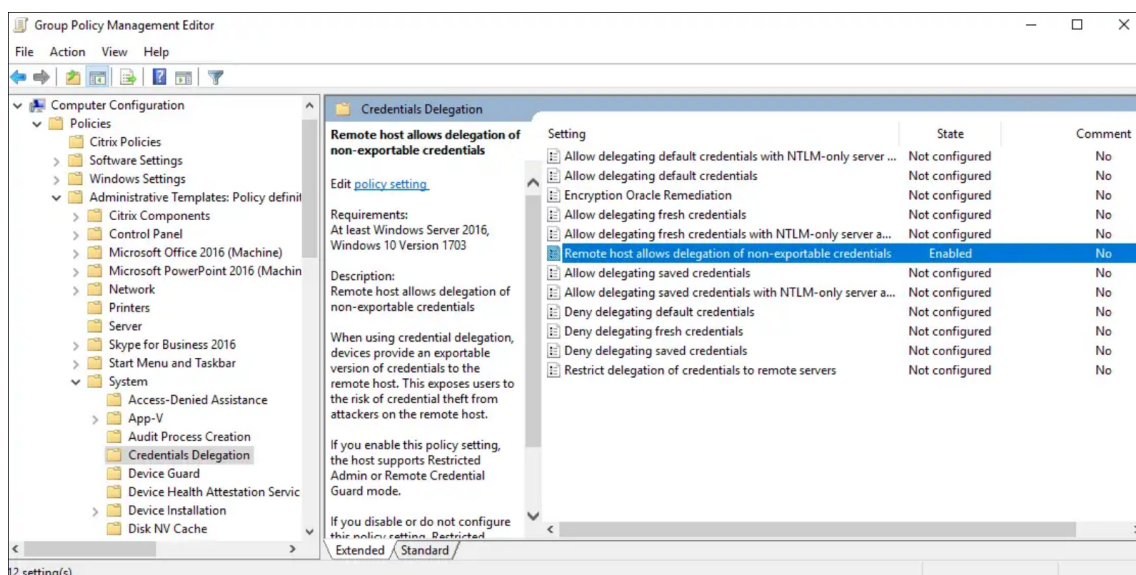 Group Policy Management Editor
File Action View Help
Computer Configuration
Policies
Citrix Policies
Software Settings
Windows Settings
Administrative Templates: Policy definit
Citrix Components
Control Panel
Microsoft Office 2016 (Machine)
Microsoft PowerPoint 2016 (Machin
Network
Printers
Server
Skype for Business 2016
Start Menu and Taskbar
System
Access-Denied Assistance
App-V
Audit Process Creation
Credentials Delegation
Device Guard
Device Health Attestation Servic
Device Installation
Disk NV Cache
Credentials Delegation
Remote host allows delegation of
non-exportable credentials
Edit policy setting
Requirements:
At least Windows Server 2016,
Windows 10 Version 1703
Description:
Remote host allows delegation of
non-exportable credentials
When using credential delegation,
devices provide an exportable
version of credentials to the
remote host. This exposes users to
the risk of credential theft from
attackers on the remote host.
If you enable this policy setting,
the host supports Restricted
Admin or Remote Credential
Guard mode.
If you disable or do not configure
this policy setting, Restricted
Setting State Comment
Allow delegating default credentials with NTLM-only server ... Not configured No
Allow delegating default credentials Not configured No
Encryption Oracle Remediation Not configured No
Allow delegating fresh credentials Not configured No
Allow delegating fresh credentials with NTLM-only server a... Not configured No
Remote host allows delegation of non-exportable credentials Enabled No
Allow delegating saved credentials Not configured No
Allow delegating saved credentials with NTLM-only server a... Not configured No
Deny delegating default credentials Not configured No
Deny delegating fresh credentials Not configured No
Deny delegating saved credentials Not configured No
Restrict delegation of credentials to remote servers Not configured No
Extended Standard
12 setting(s)